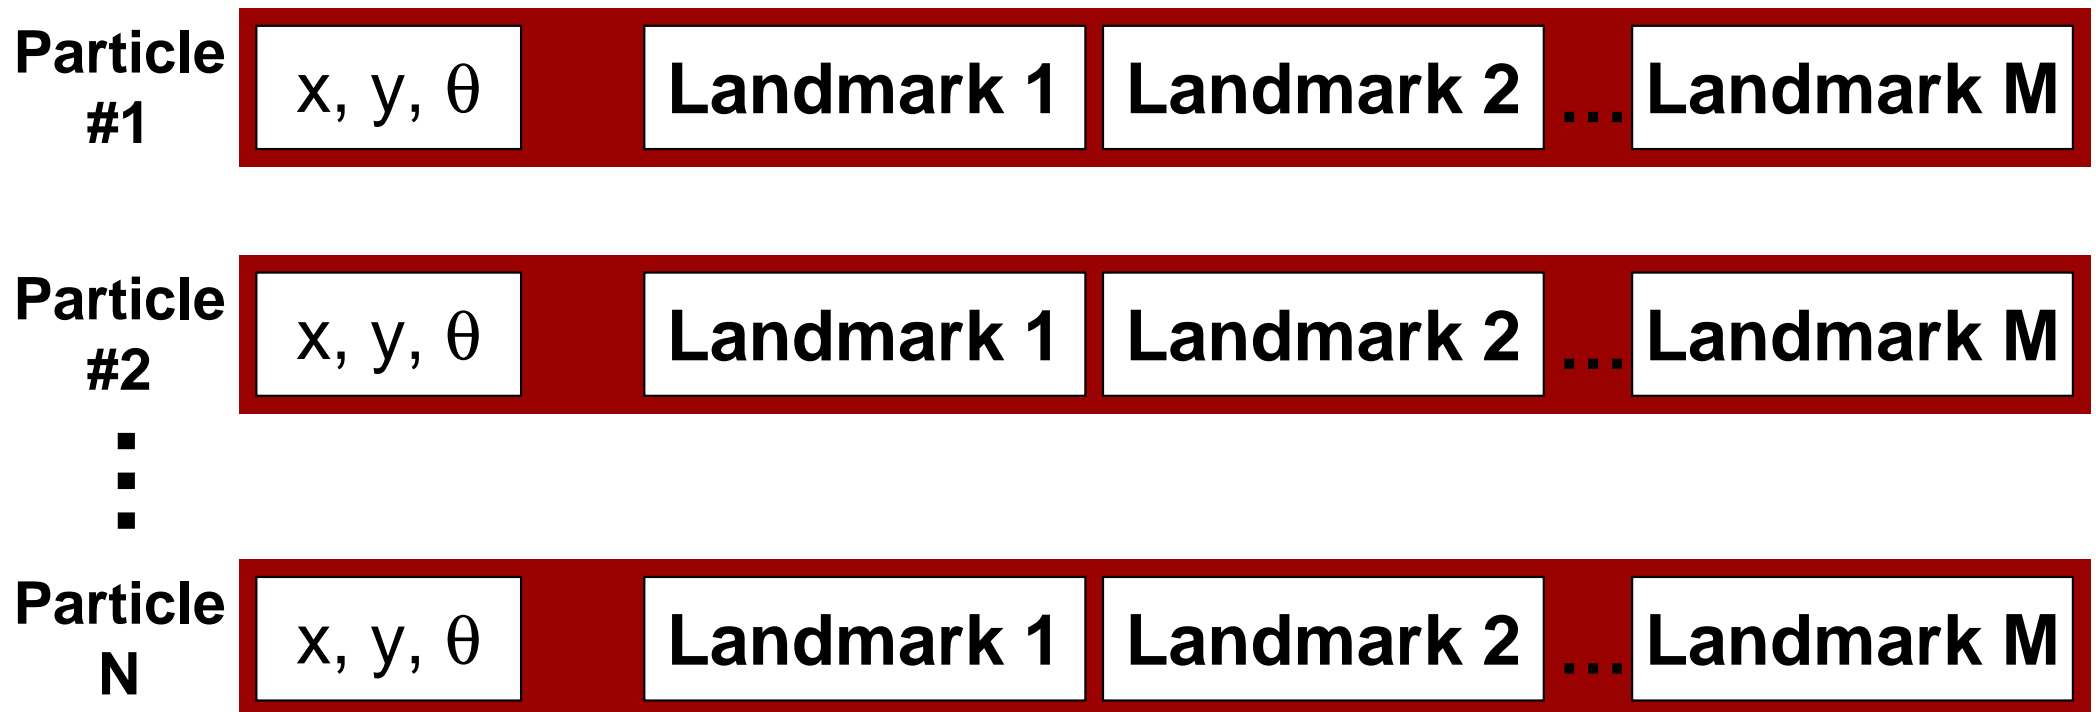 Particle
#1
x, y, θ
Landmark 1
Landmark 2
...
Landmark M
Particle
#2
x, y, θ
Landmark 1
Landmark 2
...
Landmark M
Particle
N
x, y, θ
Landmark 1
Landmark 2
...
Landmark M